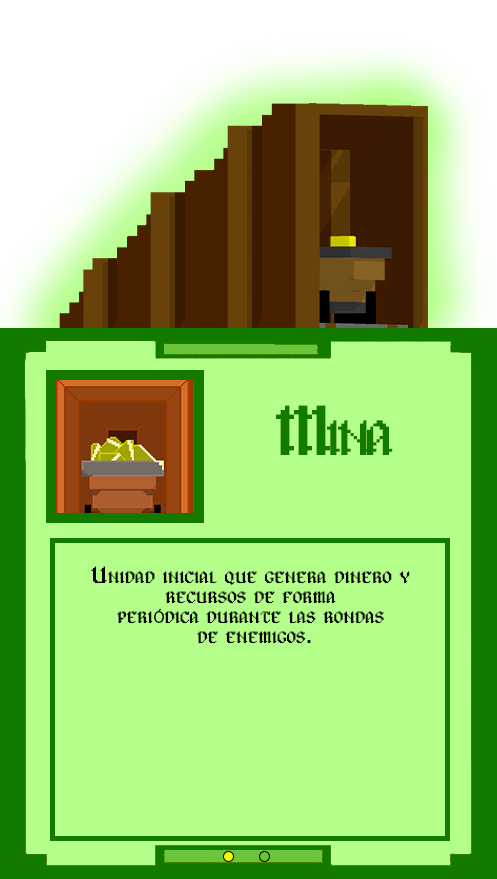 Mina
Unidad inicial que genera dinero y
recursos de forma
periódica durante las rondas
de enemigos.